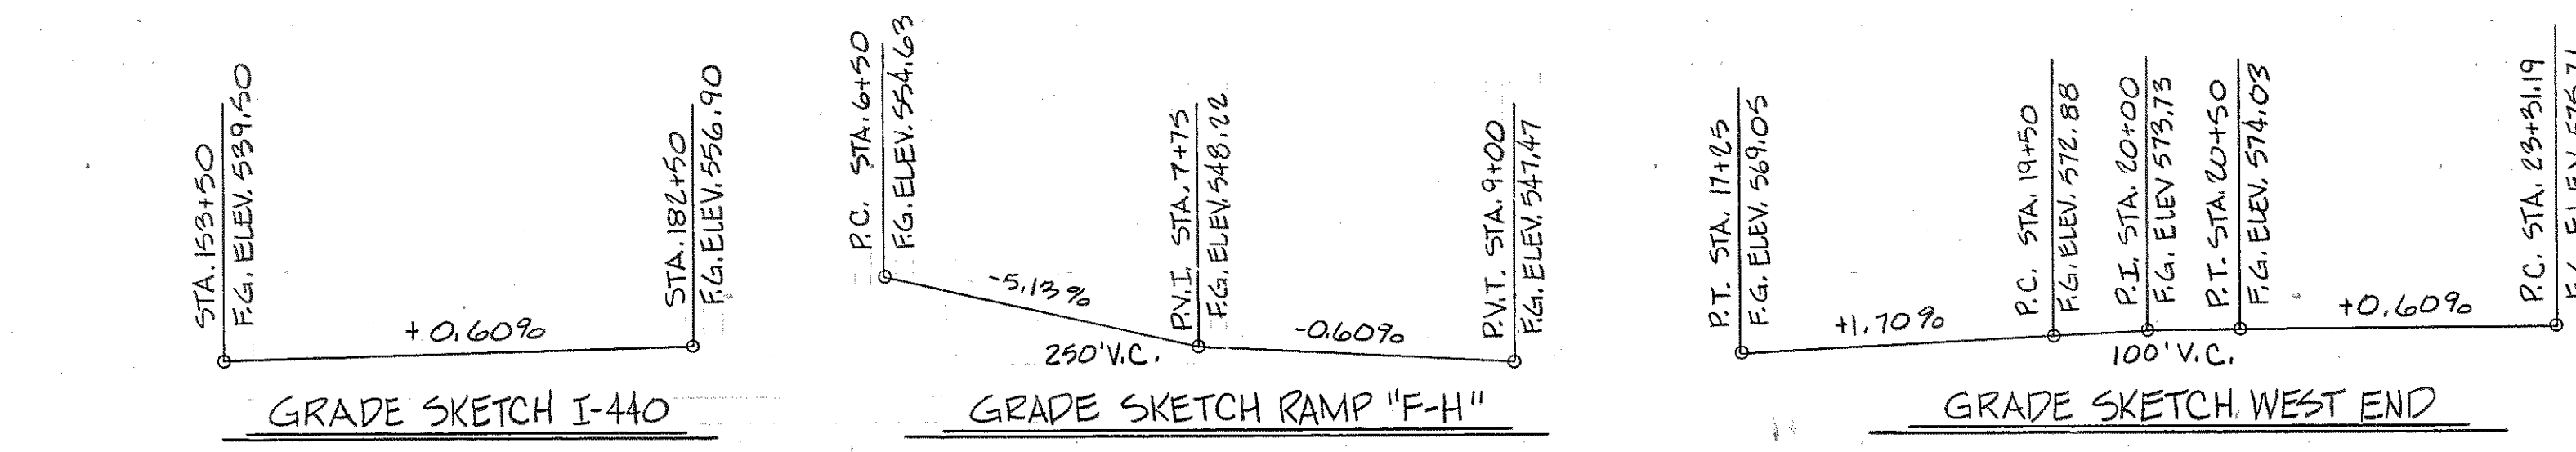 STA. 153+50
F.G. ELEV. 539.50
+0.60%
STA. 182+50
F.G. ELEV. 556.90
GRADE SKETCH I-440
P.C. STA. 6+50
F.G. ELEV. 554.63
-5.13%
250' V.C.
P.V.I. STA. 7+75
F.G. ELEV. 548.22
-0.60%
P.V.T. STA. 9+00
F.G. ELEV. 547.47
GRADE SKETCH RAMP "F-H"
P.T. STA. 17+25
F.G. ELEV. 569.05
+1.70%
P.C. STA. 19+50
F.G. ELEV. 572.88
P.I. STA. 20+00
F.G. ELEV 573.73
P.T. STA. 20+50
F.G. ELEV. 574.03
100' V.C.
+0.60%
P.C. STA. 23+31.19
F.G. ELEV. 575.71
GRADE SKETCH WEST END